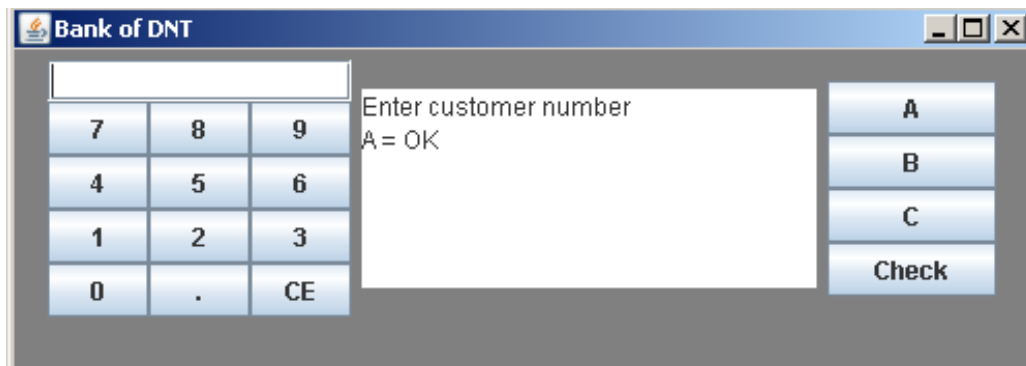 Bank of DNT
7 8 9
4 5 6
1 2 3
0 . CE
Enter customer number
A = OK
A
B
C
Check